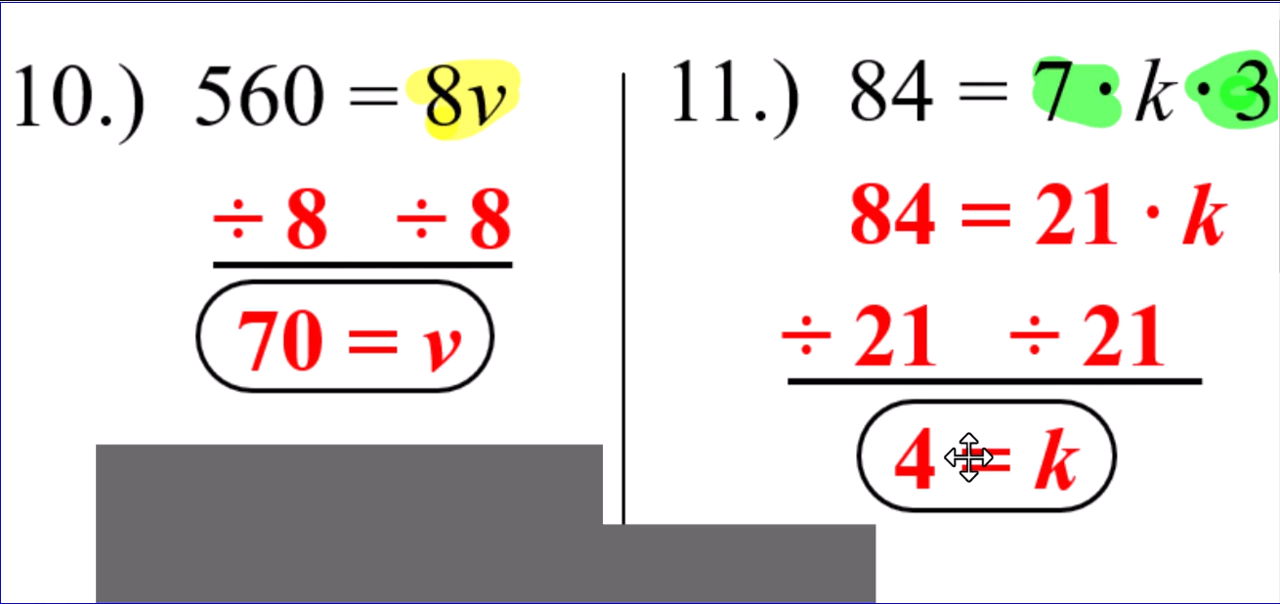 10.) 560 = 8v
÷ 8 ÷ 8
70 = v
11.) 84 = 7 · k · 3
84 = 21 · k
÷ 21 ÷ 21
4 = k